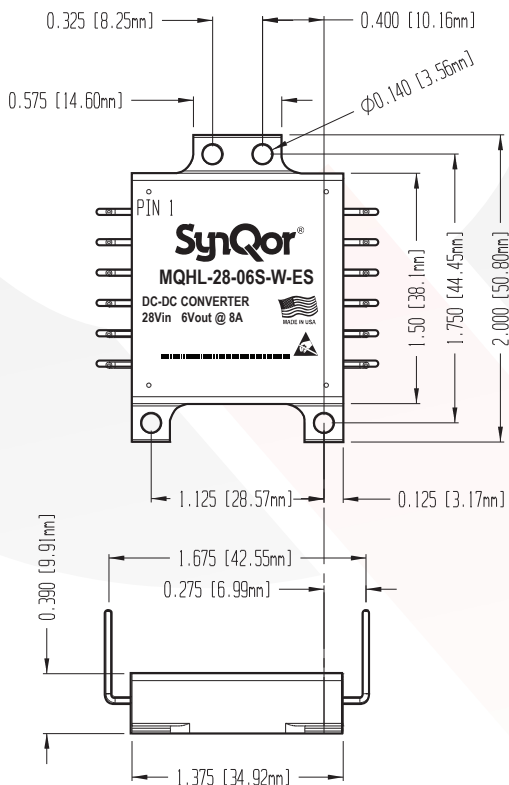 0.325 [8.25mm]
0.400 [10.16mm]
0.575 [14.60mm]
Ø0.140 [3.56mm]
PIN 1
SynQor®
MQHL-28-06S-W-ES
DC-DC CONVERTER
28Vin 6Vout @ 8A
MADE IN USA
1.50 [38.1mm]
1.750 [44.45mm]
2.000 [50.80mm]
1.125 [28.57mm]
0.125 [3.17mm]
1.675 [42.55mm]
0.275 [6.99mm]
0.390 [9.91mm]
1.375 [34.92mm]